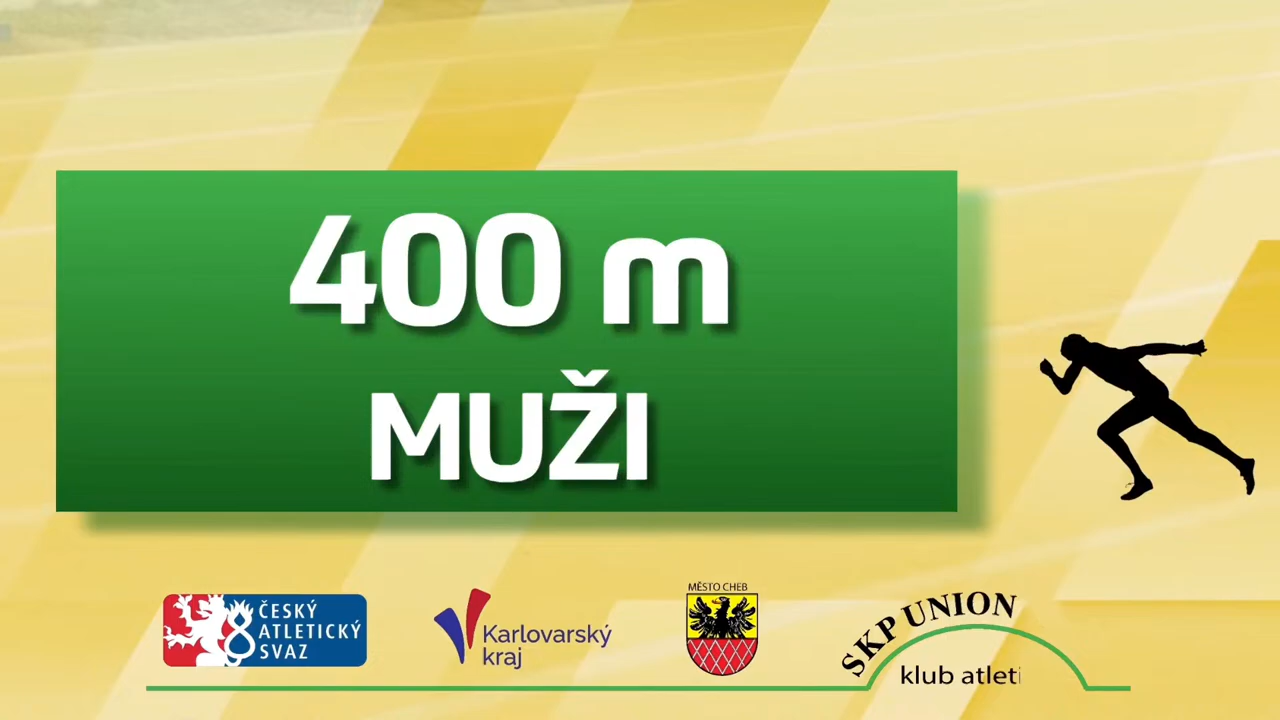 400 m
MUŽI
ČESKÝ
ATLETICKÝ
SVAZ
Karlovarský
kraj
MĚSTO CHEB
SKP UNION
klub atleti